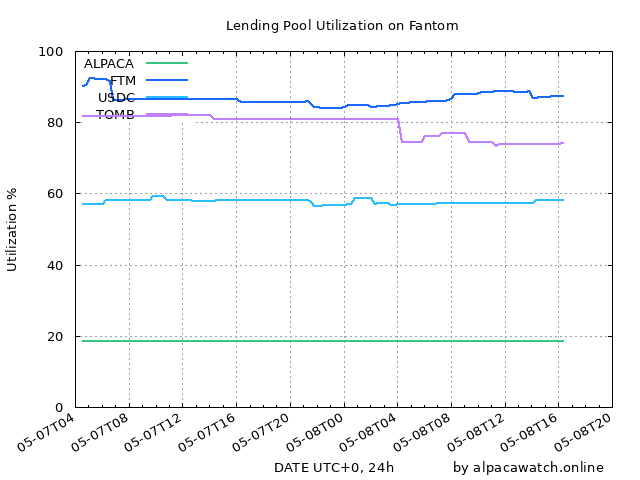 Lending Pool Utilization on Fantom
100
80
60
40
20
0
Utilization %
ALPACA
FTM
USDC
TOMB
05-07T04
05-07T08
05-07T12
05-07T16
05-07T20
05-08T00
05-08T04
05-08T08
05-08T12
05-08T16
05-08T20
DATE UTC+0, 24h
by alpacawatch.online